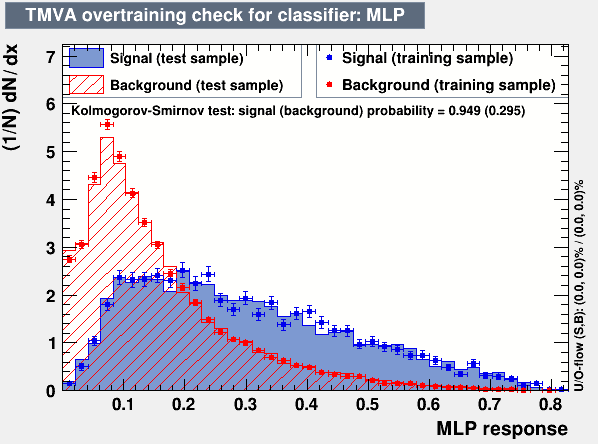 TMVA overtraining check for classifier: MLP
(1/N) dN/dx
7
6
5
4
3
2
1
0
Signal (test sample)
Background (test sample)
Signal (training sample)
Background (training sample)
Kolmogorov-Smirnov test: signal (background) probability = 0.949 (0.295)
U/O-flow (S,B): (0.0, 0.0)% / (0.0, 0.0)%
0.1 0.2 0.3 0.4 0.5 0.6 0.7 0.8
MLP response